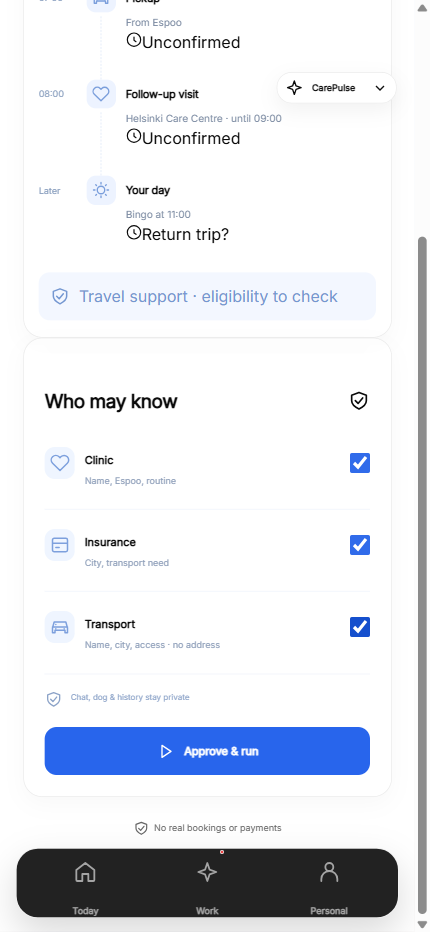 07:00
Pickup
From Espoo
Unconfirmed
08:00
Follow-up visit
CarePulse
Helsinki Care Centre · until 09:00
Unconfirmed
Later
Your day
Bingo at 11:00
Return trip?
Travel support · eligibility to check
Who may know
Clinic
Name, Espoo, routine
Insurance
City, transport need
Transport
Name, city, access · no address
Chat, dog & history stay private
Approve & run
No real bookings or payments
Today
Work
Personal